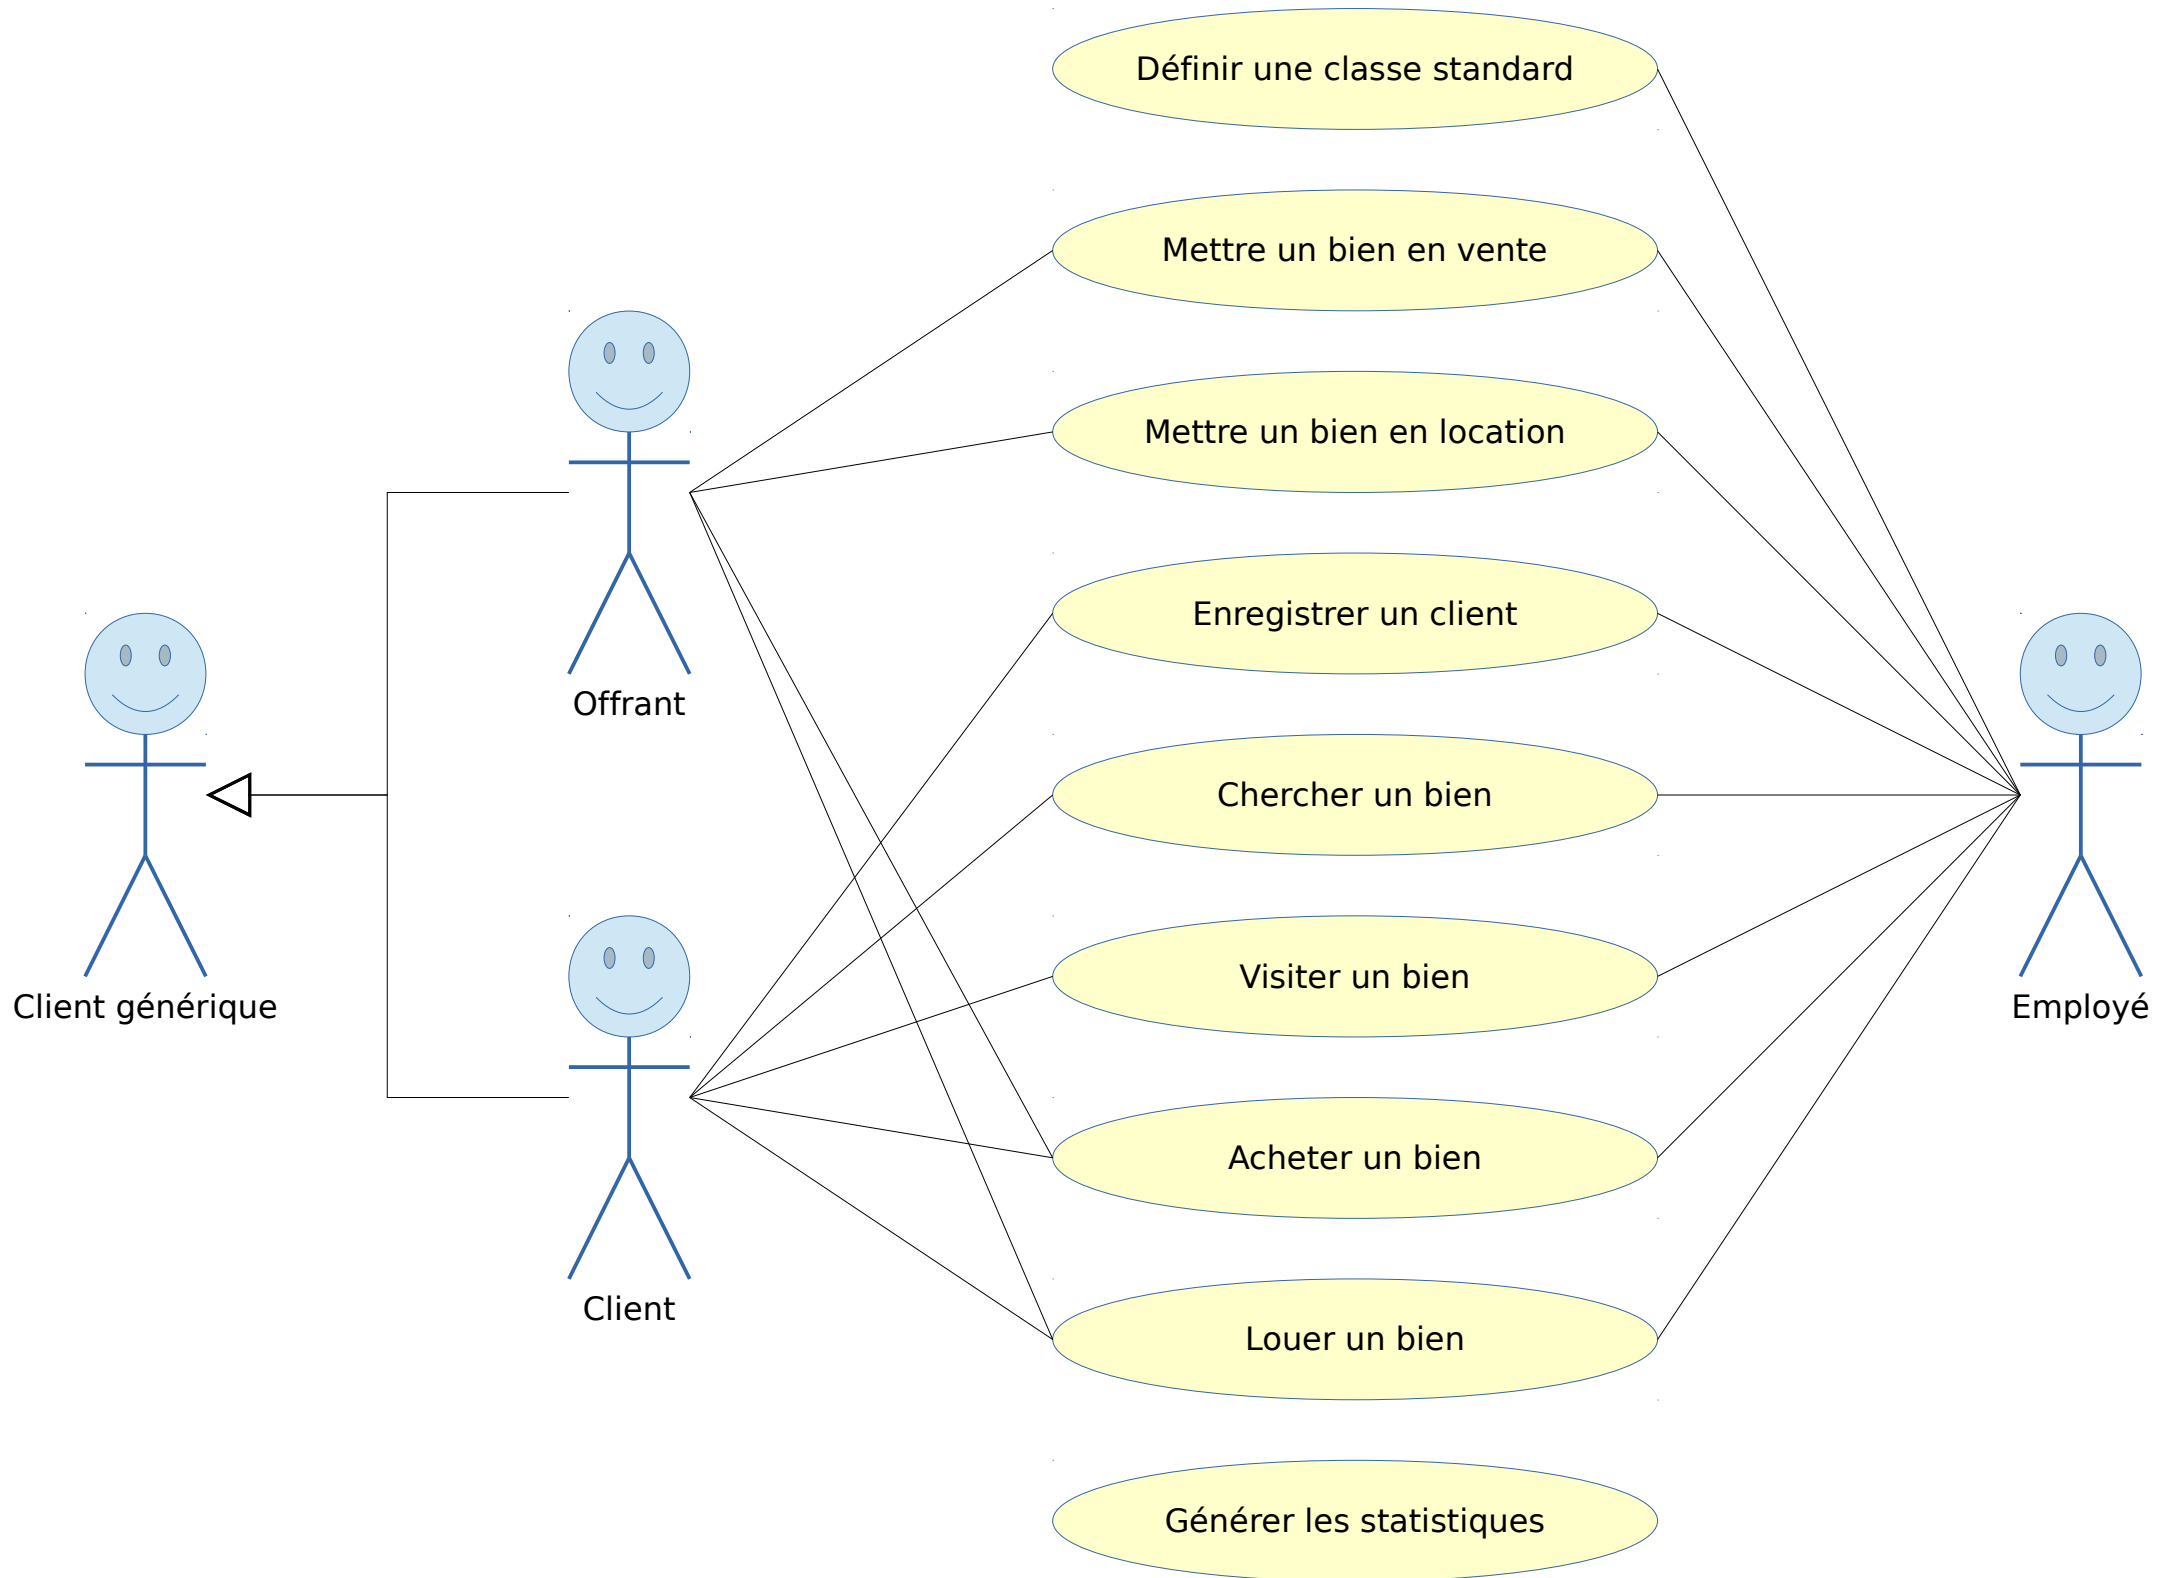 Définir une classe standard
Mettre un bien en vente
Mettre un bien en location
Enregistrer un client
Offrant
Chercher un bien
Visiter un bien
Client générique
Employé
Acheter un bien
Client
Louer un bien
Générer les statistiques